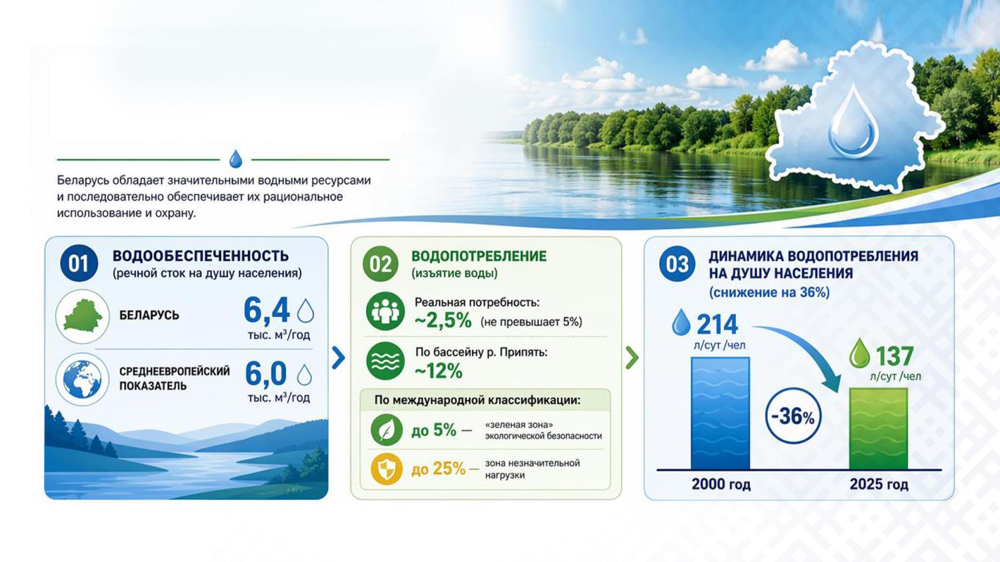 Беларусь обладает значительными водными ресурсами
и последовательно обеспечивает их рациональное
использование и охрану.
01
ВОДООБЕСПЕЧЕННОСТЬ
(речной сток на душу населения)
БЕЛАРУСЬ
6,4
тыс. м³/год
СРЕДНЕЕВРОПЕЙСКИЙ
ПОКАЗАТЕЛЬ
6,0
тыс. м³/год
02
ВОДОПОТРЕБЛЕНИЕ
(изъятие воды)
Реальная потребность:
~2,5% (не превышает 5%)
По бассейну р. Припять:
~12%
По международной классификации:
до 5% — «зеленая зона»
экологической безопасности
до 25% — зона незначительной
нагрузки
03
ДИНАМИКА ВОДОПОТРЕБЛЕНИЯ
НА ДУШУ НАСЕЛЕНИЯ
(снижение на 36%)
214
л/сут /чел
137
л/сут /чел
-36%
2000 год
2025 год